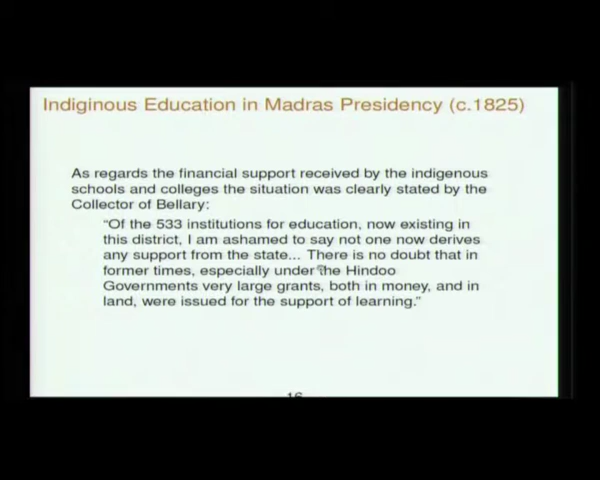 Indiginous Education in Madras Presidency (c.1825)
As regards the financial support received by the indigenous
schools and colleges the situation was clearly stated by the
Collector of Bellary:
"Of the 533 institutions for education, now existing in
this district, I am ashamed to say not one now derives
any support from the state... There is no doubt that in
former times, especially under the Hindoo
Governments very large grants, both in money, and in
land, were issued for the support of learning."
16